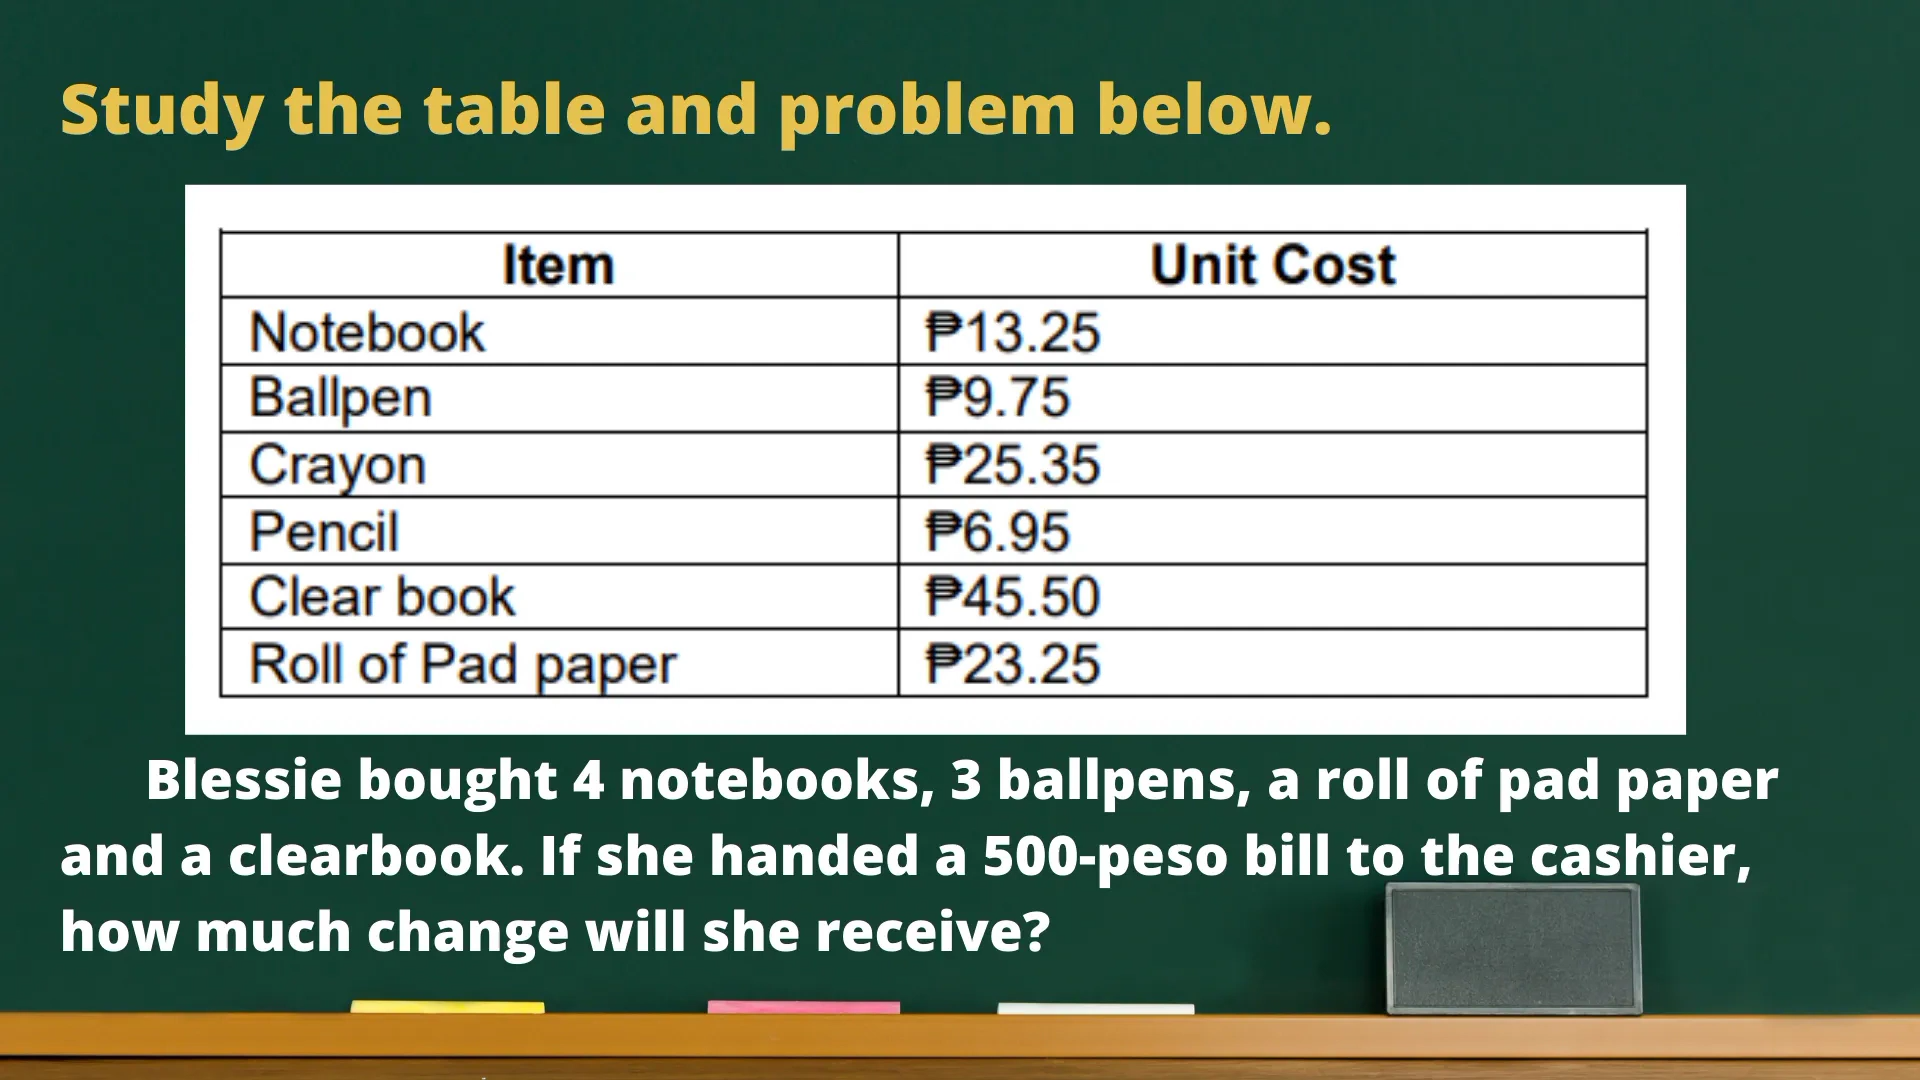 Study the table and problem below.
Item Unit Cost
Notebook ₱13.25
Ballpen ₱9.75
Crayon ₱25.35
Pencil ₱6.95
Clear book ₱45.50
Roll of Pad paper ₱23.25
Blessie bought 4 notebooks, 3 ballpens, a roll of pad paper
and a clearbook. If she handed a 500-peso bill to the cashier,
how much change will she receive?